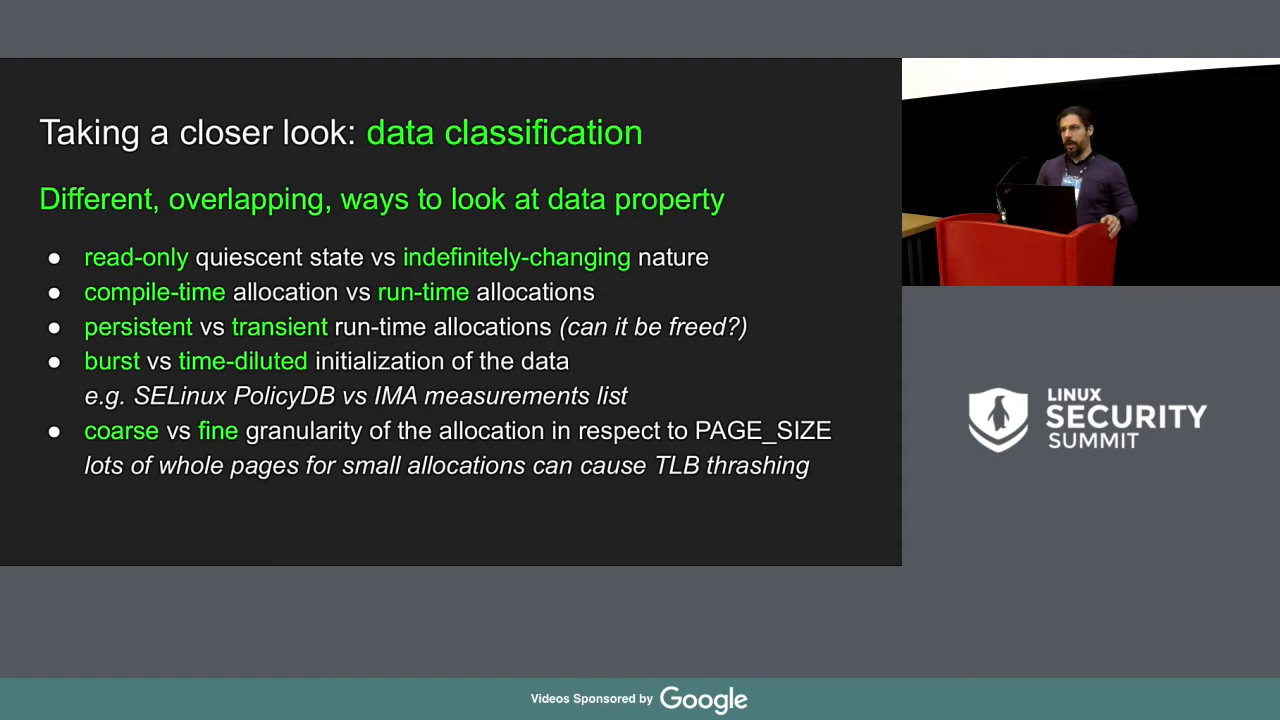 Taking a closer look: data classification
Different, overlapping, ways to look at data property
● read-only quiescent state vs indefinitely-changing nature
● compile-time allocation vs run-time allocations
● persistent vs transient run-time allocations (can it be freed?)
● burst vs time-diluted initialization of the data
e.g. SELinux PolicyDB vs IMA measurements list
● coarse vs fine granularity of the allocation in respect to PAGE_SIZE
lots of whole pages for small allocations can cause TLB thrashing
LINUX
SECURITY
SUMMIT
Videos Sponsored by Google